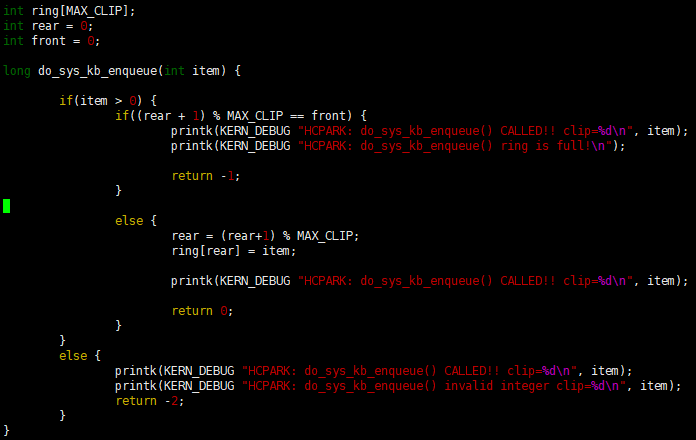 int ring[MAX_CLIP];
int rear = 0;
int front = 0;

long do_sys_kb_enqueue(int item) {

        if(item > 0) {
                if((rear + 1) % MAX_CLIP == front) {
                        printk(KERN_DEBUG "HCPARK: do_sys_kb_enqueue() CALLED!! clip=%d\n", item);
                        printk(KERN_DEBUG "HCPARK: do_sys_kb_enqueue() ring is full!\n");

                        return -1;
                }

                else {
                        rear = (rear+1) % MAX_CLIP;
                        ring[rear] = item;

                        printk(KERN_DEBUG "HCPARK: do_sys_kb_enqueue() CALLED!! clip=%d\n", item);

                        return 0;
                }
        }
        else {
                printk(KERN_DEBUG "HCPARK: do_sys_kb_enqueue() CALLED!! clip=%d\n", item);
                printk(KERN_DEBUG "HCPARK: do_sys_kb_enqueue() invalid integer clip=%d\n", item);
                return -2;
        }
}